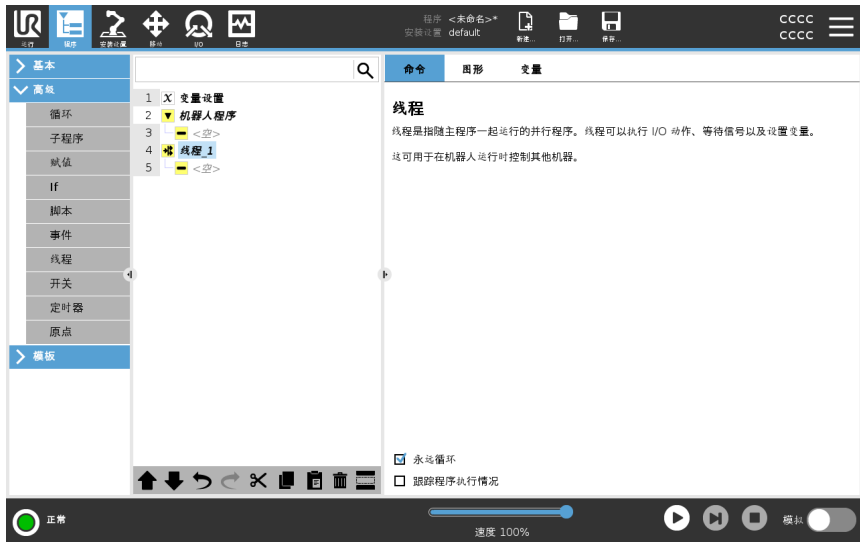 UR
运行
程序
安装设置
移动
I/O
日志
程序 <未命名>*
安装设置 default
新建...
打开...
保存...
CCCC
CCCC
基本
高级
循环
子程序
赋值
If
脚本
事件
线程
开关
定时器
原点
模板
1 X 变量设置
2 机器人程序
3 <空>
4 线程_1
5 <空>
命令 图形 变量
线程
线程是指随主程序一起运行的并行程序。线程可以执行 I/O 动作、等待信号以及设置变量。
这可用于在机器人运行时控制其他机器。
永远循环
跟踪程序执行情况
正常
速度 100%
模拟